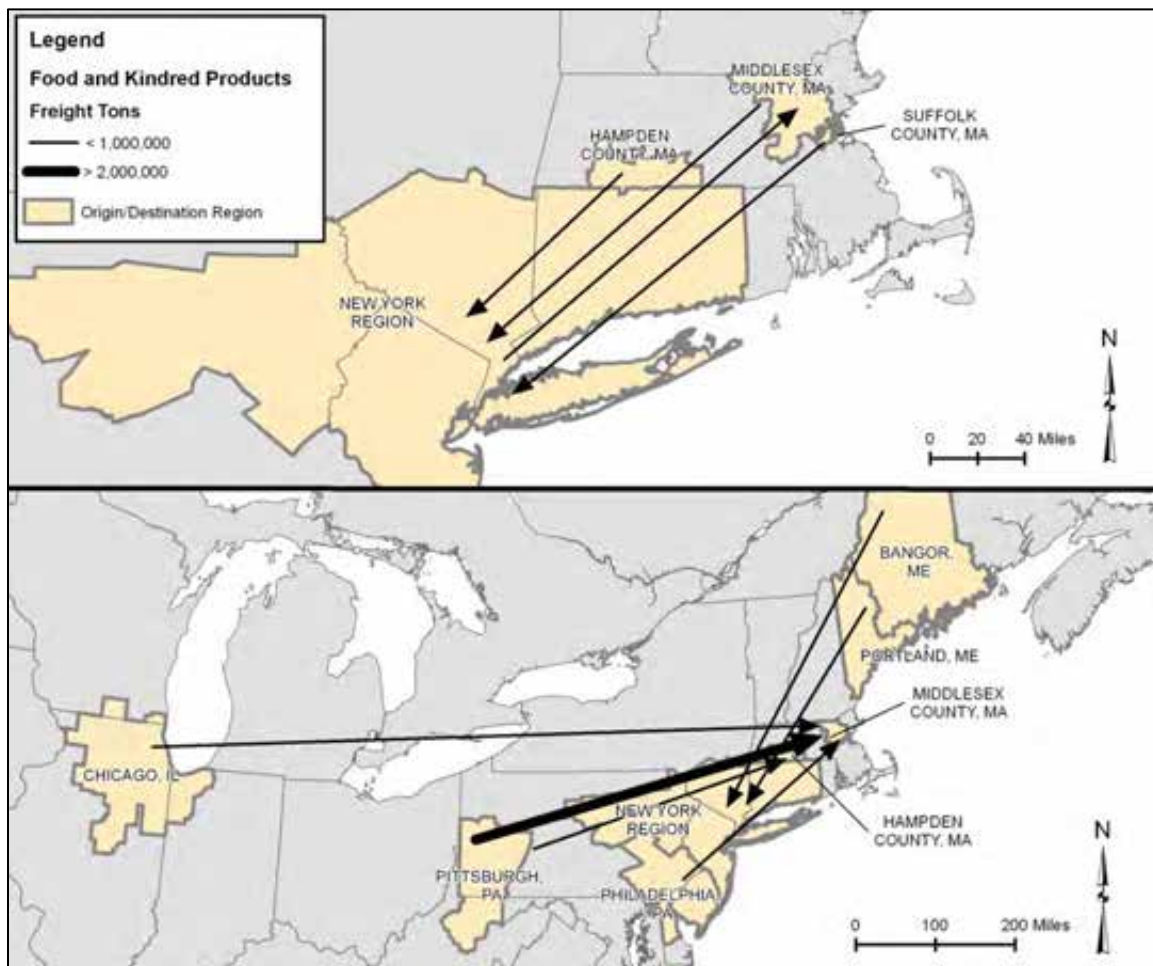 Legend
Food and Kindred Products
Freight Tons
< 1,000,000
> 2,000,000
Origin/Destination Region
MIDDLESEX
COUNTY, MA
SUFFOLK
COUNTY, MA
HAMPDEN
COUNTY, MA
NEW YORK
REGION
N
0 20 40 Miles
BANGOR,
ME
PORTLAND, ME
MIDDLESEX
COUNTY, MA
CHICAGO, IL
NEW YORK
REGION
HAMPDEN
COUNTY, MA
PITTSBURGH,
PA
PHILADELPHIA
PA
N
0 100 200 Miles